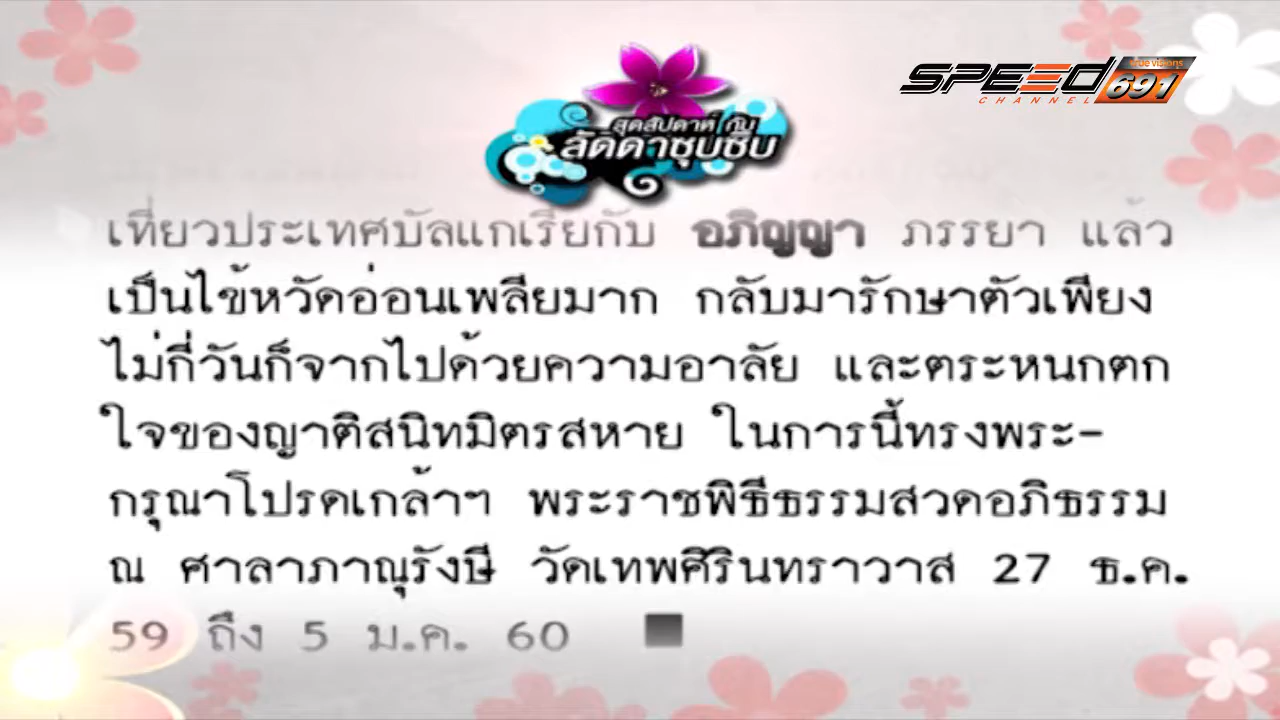 SPEED
true visions
CHANNEL
691
สุดสัปดาห์ กับ
ลัดดาซุบซิบ
เที่ยวประเทศบัลแกเรียกับ อภิญญา ภรรยา แล้ว
เป็นไข้หวัดอ่อนเพลียมาก กลับมารักษาตัวเพียง
ไม่กี่วันก็จากไปด้วยความอาลัย และตระหนกตก
ใจของญาติสนิทมิตรสหาย ในการนี้ทรงพระ-
กรุณาโปรดเกล้าฯ พระราชพิธีธรรมสวดอภิธรรม
ณ ศาลาภาณุรังษี วัดเทพศิรินทราวาส 27 ธ.ค.
59 ถึง 5 ม.ค. 60